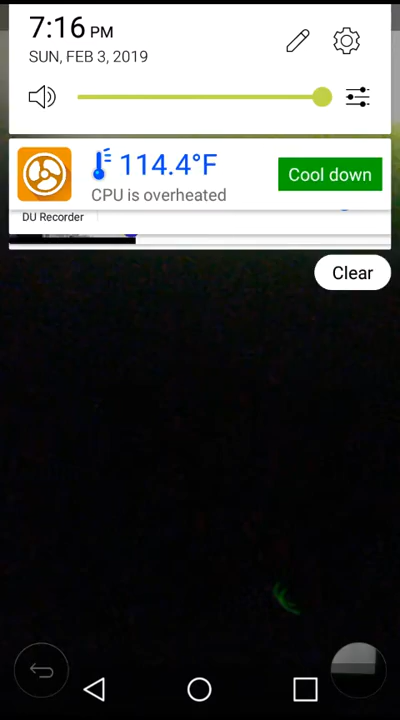 7:16 PM
SUN, FEB 3, 2019
114.4°F
CPU is overheated
Cool down
DU Recorder
Clear